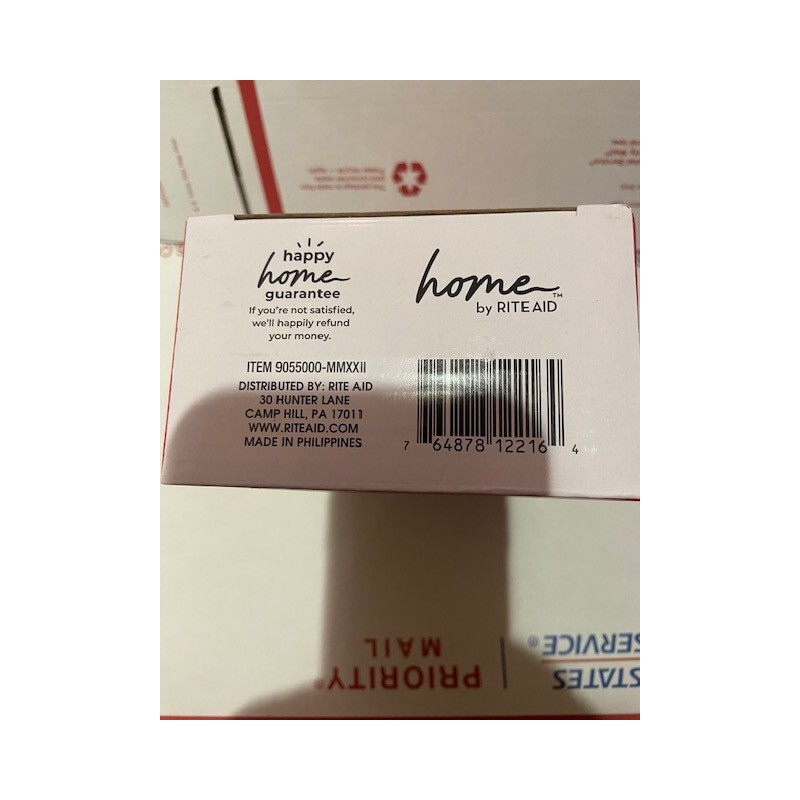 happy
home
guarantee
If you're not satisfied,
we'll happily refund
your money.
home™
by RITE AID
ITEM 9055000-MMXXII
DISTRIBUTED BY: RITE AID
30 HUNTER LANE
CAMP HILL, PA 17011
WWW.RITEAID.COM
MADE IN PHILIPPINES
7 64878 12216 4
PRIORITY®
MAIL
STATES
SERVICE®